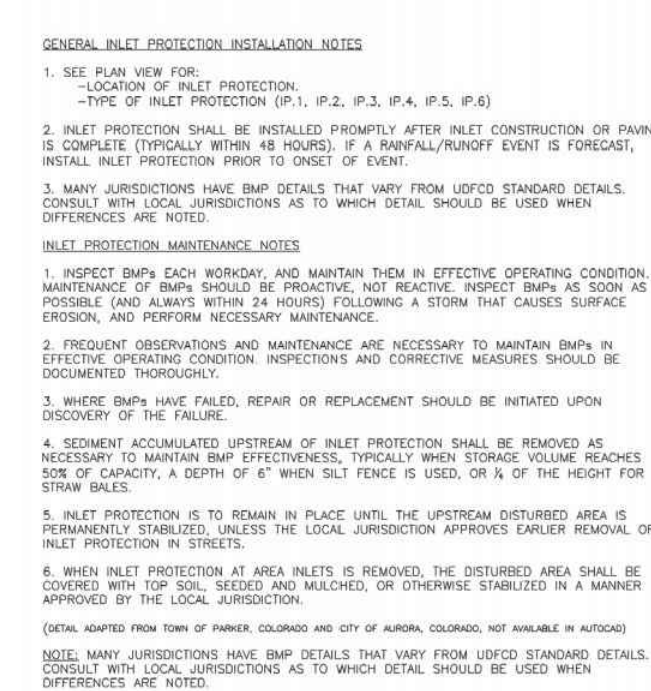 GENERAL INLET PROTECTION INSTALLATION NOTES
1. SEE PLAN VIEW FOR:
-LOCATION OF INLET PROTECTION.
-TYPE OF INLET PROTECTION (IP.1, IP.2, IP.3, IP.4, IP.5, IP.6)
2. INLET PROTECTION SHALL BE INSTALLED PROMPTLY AFTER INLET CONSTRUCTION OR PAVIN
IS COMPLETE (TYPICALLY WITHIN 48 HOURS). IF A RAINFALL/RUNOFF EVENT IS FORECAST,
INSTALL INLET PROTECTION PRIOR TO ONSET OF EVENT.
3. MANY JURISDICTIONS HAVE BMP DETAILS THAT VARY FROM UDFCD STANDARD DETAILS.
CONSULT WITH LOCAL JURISDICTIONS AS TO WHICH DETAIL SHOULD BE USED WHEN
DIFFERENCES ARE NOTED.
INLET PROTECTION MAINTENANCE NOTES
1. INSPECT BMPs EACH WORKDAY, AND MAINTAIN THEM IN EFFECTIVE OPERATING CONDITION.
MAINTENANCE OF BMPs SHOULD BE PROACTIVE, NOT REACTIVE. INSPECT BMPs AS SOON AS
POSSIBLE (AND ALWAYS WITHIN 24 HOURS) FOLLOWING A STORM THAT CAUSES SURFACE
EROSION, AND PERFORM NECESSARY MAINTENANCE.
2. FREQUENT OBSERVATIONS AND MAINTENANCE ARE NECESSARY TO MAINTAIN BMPs IN
EFFECTIVE OPERATING CONDITION. INSPECTIONS AND CORRECTIVE MEASURES SHOULD BE
DOCUMENTED THOROUGHLY.
3. WHERE BMPs HAVE FAILED, REPAIR OR REPLACEMENT SHOULD BE INITIATED UPON
DISCOVERY OF THE FAILURE.
4. SEDIMENT ACCUMULATED UPSTREAM OF INLET PROTECTION SHALL BE REMOVED AS
NECESSARY TO MAINTAIN BMP EFFECTIVENESS, TYPICALLY WHEN STORAGE VOLUME REACHES
50% OF CAPACITY, A DEPTH OF 6" WHEN SILT FENCE IS USED, OR ¼ OF THE HEIGHT FOR
STRAW BALES.
5. INLET PROTECTION IS TO REMAIN IN PLACE UNTIL THE UPSTREAM DISTURBED AREA IS
PERMANENTLY STABILIZED, UNLESS THE LOCAL JURISDICTION APPROVES EARLIER REMOVAL OF
INLET PROTECTION IN STREETS.
6. WHEN INLET PROTECTION AT AREA INLETS IS REMOVED, THE DISTURBED AREA SHALL BE
COVERED WITH TOP SOIL, SEEDED AND MULCHED, OR OTHERWISE STABILIZED IN A MANNER
APPROVED BY THE LOCAL JURISDICTION.
(DETAIL ADAPTED FROM TOWN OF PARKER, COLORADO AND CITY OF AURORA, COLORADO, NOT AVAILABLE IN AUTOCAD)
NOTE: MANY JURISDICTIONS HAVE BMP DETAILS THAT VARY FROM UDFCD STANDARD DETAILS.
CONSULT WITH LOCAL JURISDICTIONS AS TO WHICH DETAIL SHOULD BE USED WHEN
DIFFERENCES ARE NOTED.